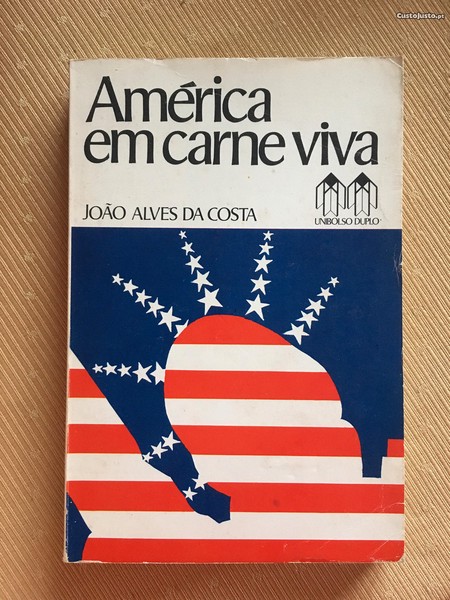 CustoJusto.pt
América
em carne viva
JOÃO ALVES DA COSTA
UNIBOLSO DUPLO